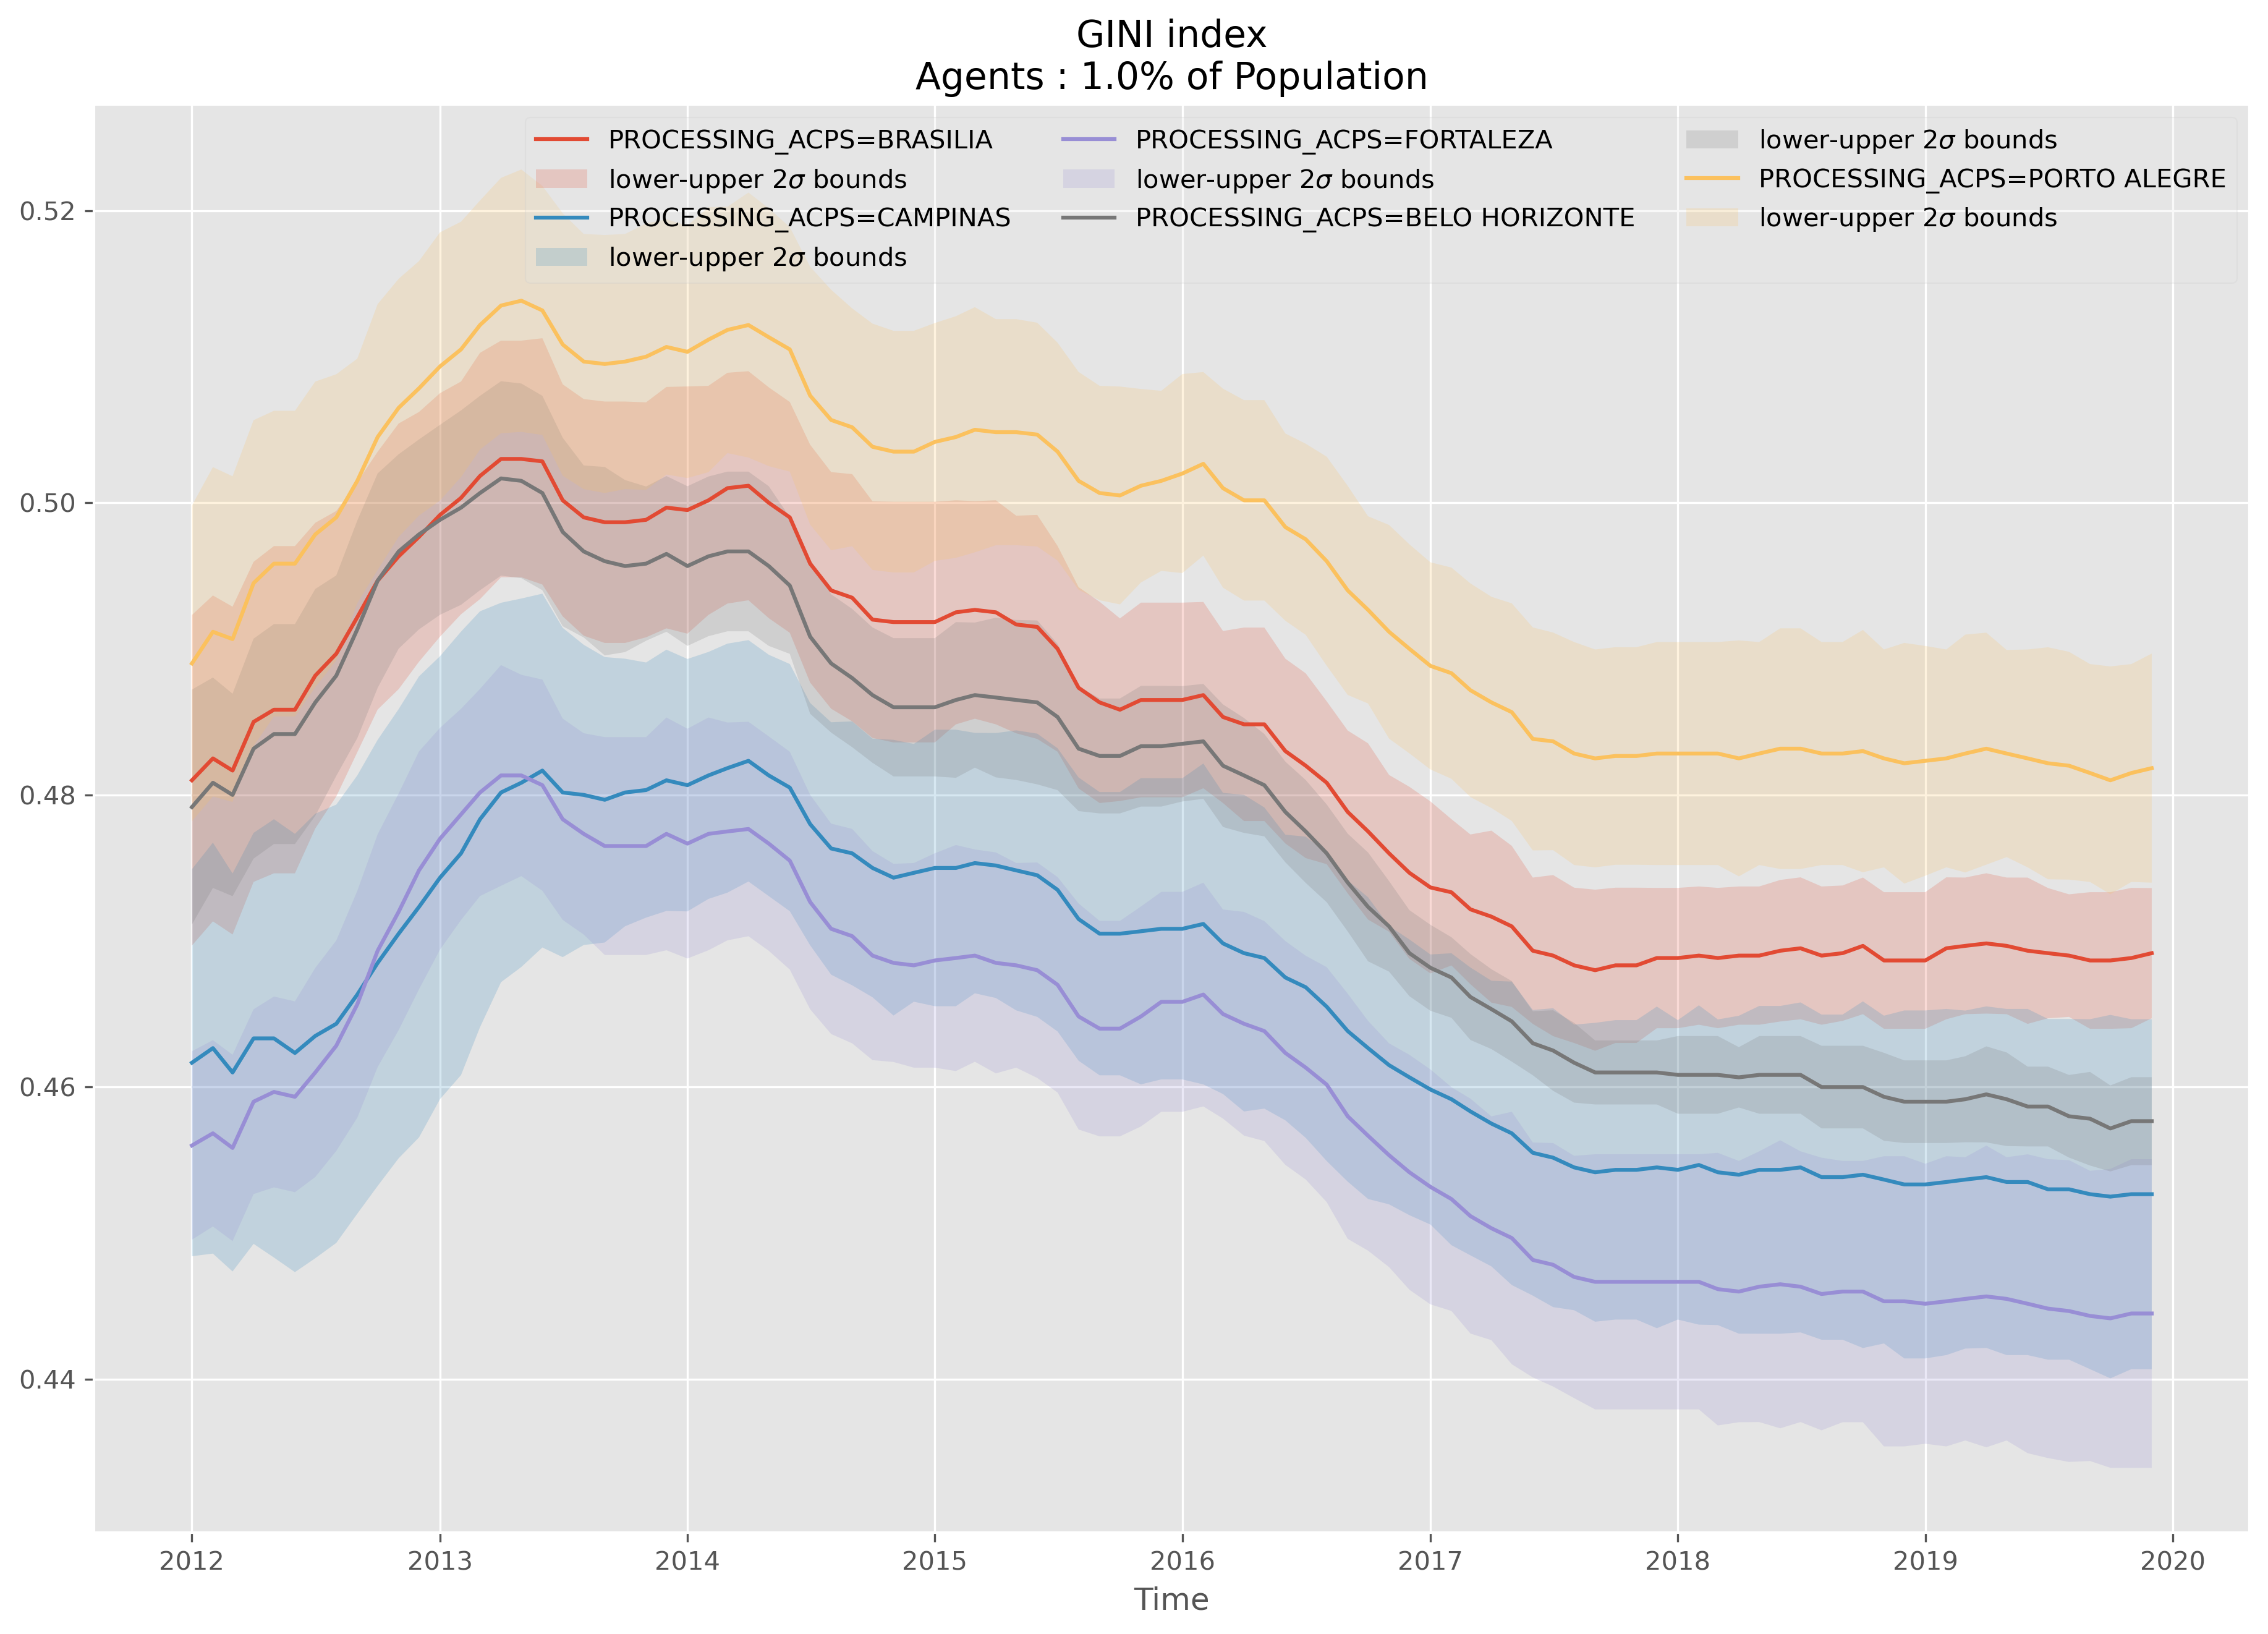 GINI index
Agents : 1.0% of Population
PROCESSING_ACPS=BRASILIA
lower-upper 2σ bounds
PROCESSING_ACPS=CAMPINAS
lower-upper 2σ bounds
PROCESSING_ACPS=FORTALEZA
lower-upper 2σ bounds
PROCESSING_ACPS=BELO HORIZONTE
lower-upper 2σ bounds
PROCESSING_ACPS=PORTO ALEGRE
lower-upper 2σ bounds
0.52
0.50
0.48
0.46
0.44
2012 2013 2014 2015 2016 2017 2018 2019 2020
Time